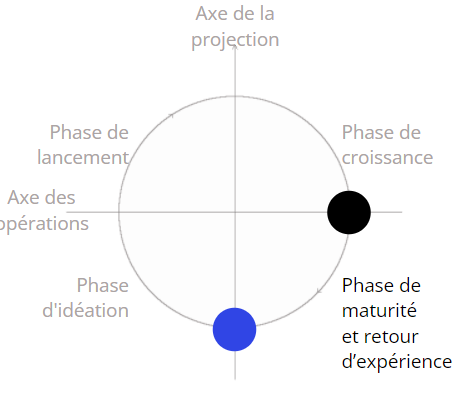 Axe de la
projection
Phase de
lancement
Phase de
croissance
Axe des
opérations
Phase
d'idéation
Phase de
maturité
et retour
d’expérience